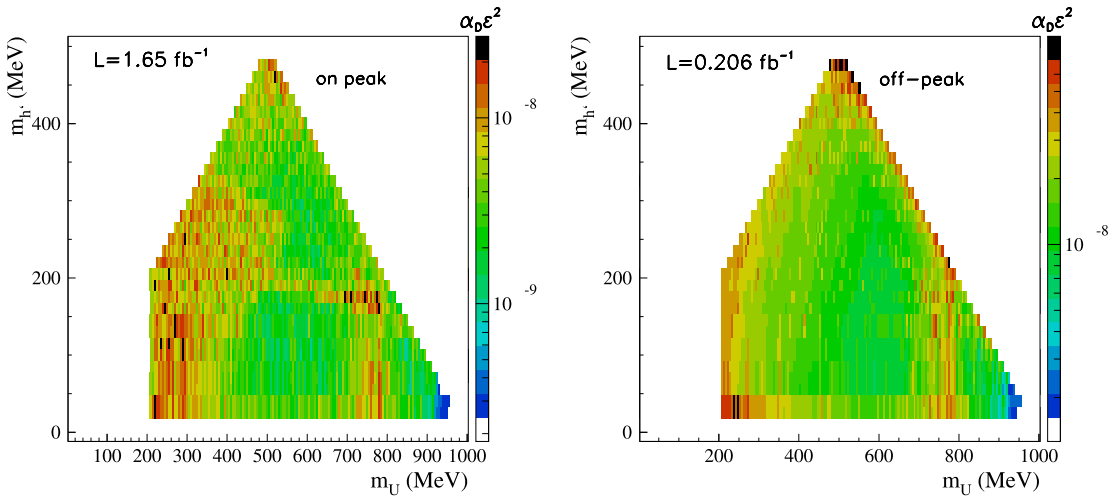 α_D ε²
L=1.65 fb⁻¹
on peak
m_h' (MeV)
400
200
0
100 200 300 400 500 600 700 800 900 1000
m_U (MeV)
10⁻⁸
10⁻⁹
α_D ε²
L=0.206 fb⁻¹
off-peak
m_h' (MeV)
400
200
0
200 400 600 800 1000
m_U (MeV)
10⁻⁸